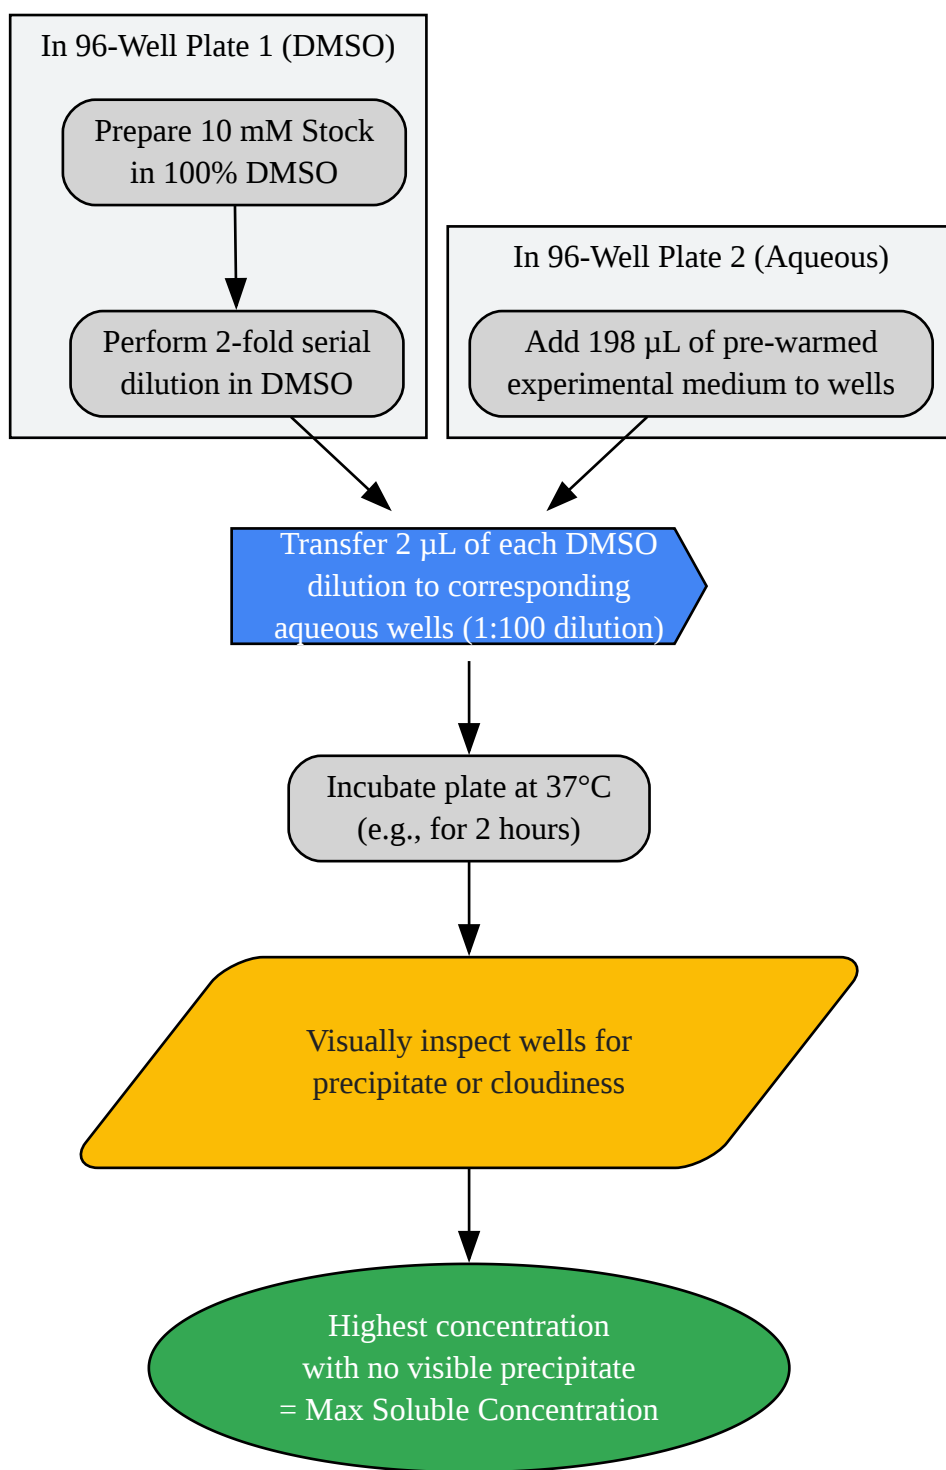 In 96-Well Plate 1 (DMSO)
Prepare 10 mM Stock
in 100% DMSO
Perform 2-fold serial
dilution in DMSO
In 96-Well Plate 2 (Aqueous)
Add 198 µL of pre-warmed
experimental medium to wells
Transfer 2 µL of each DMSO
dilution to corresponding
aqueous wells (1:100 dilution)
Incubate plate at 37°C
(e.g., for 2 hours)
Visually inspect wells for
precipitate or cloudiness
Highest concentration
with no visible precipitate
= Max Soluble Concentration